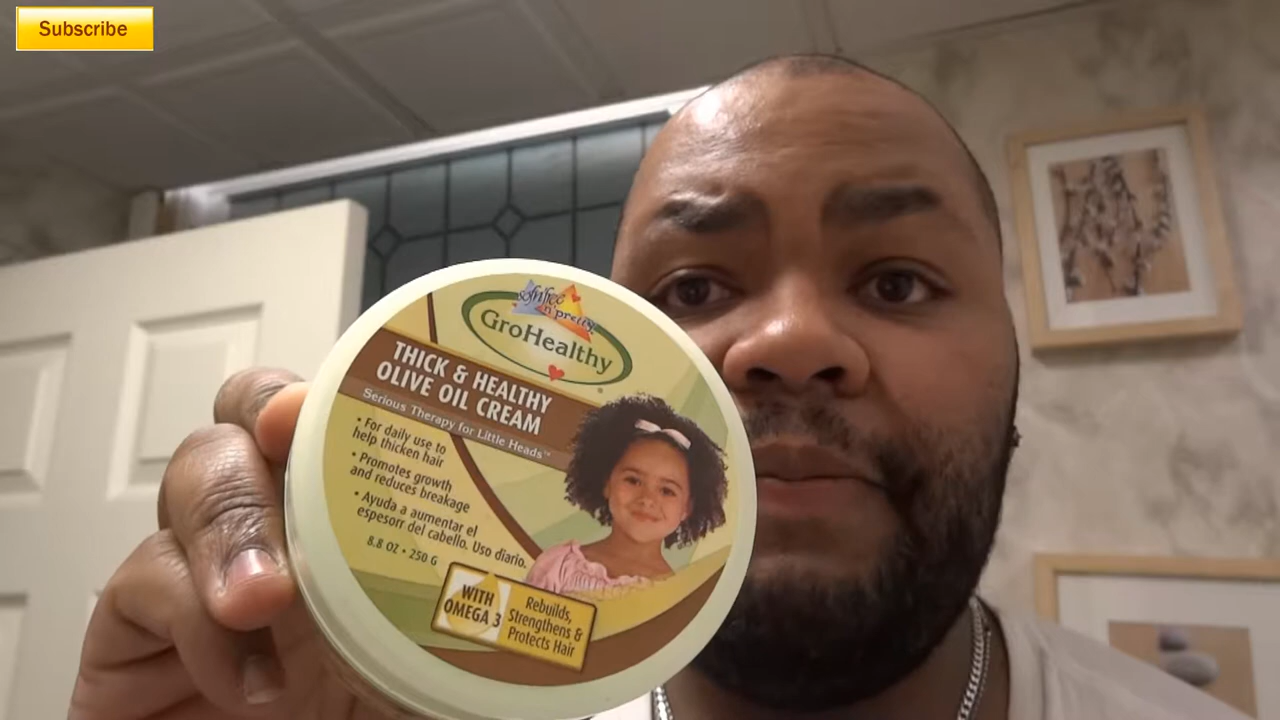 Subscribe
sofn'free
n'pretty
GroHealthy
THICK & HEALTHY
OLIVE OIL CREAM
Serious Therapy for Little Heads™
• For daily use to
help thicken hair
• Promotes growth
and reduces breakage
• Ayuda a aumentar el
espesorr del cabello. Uso diario.
8.8 OZ • 250 G
WITH
OMEGA 3
Rebuilds,
Strengthens &
Protects Hair